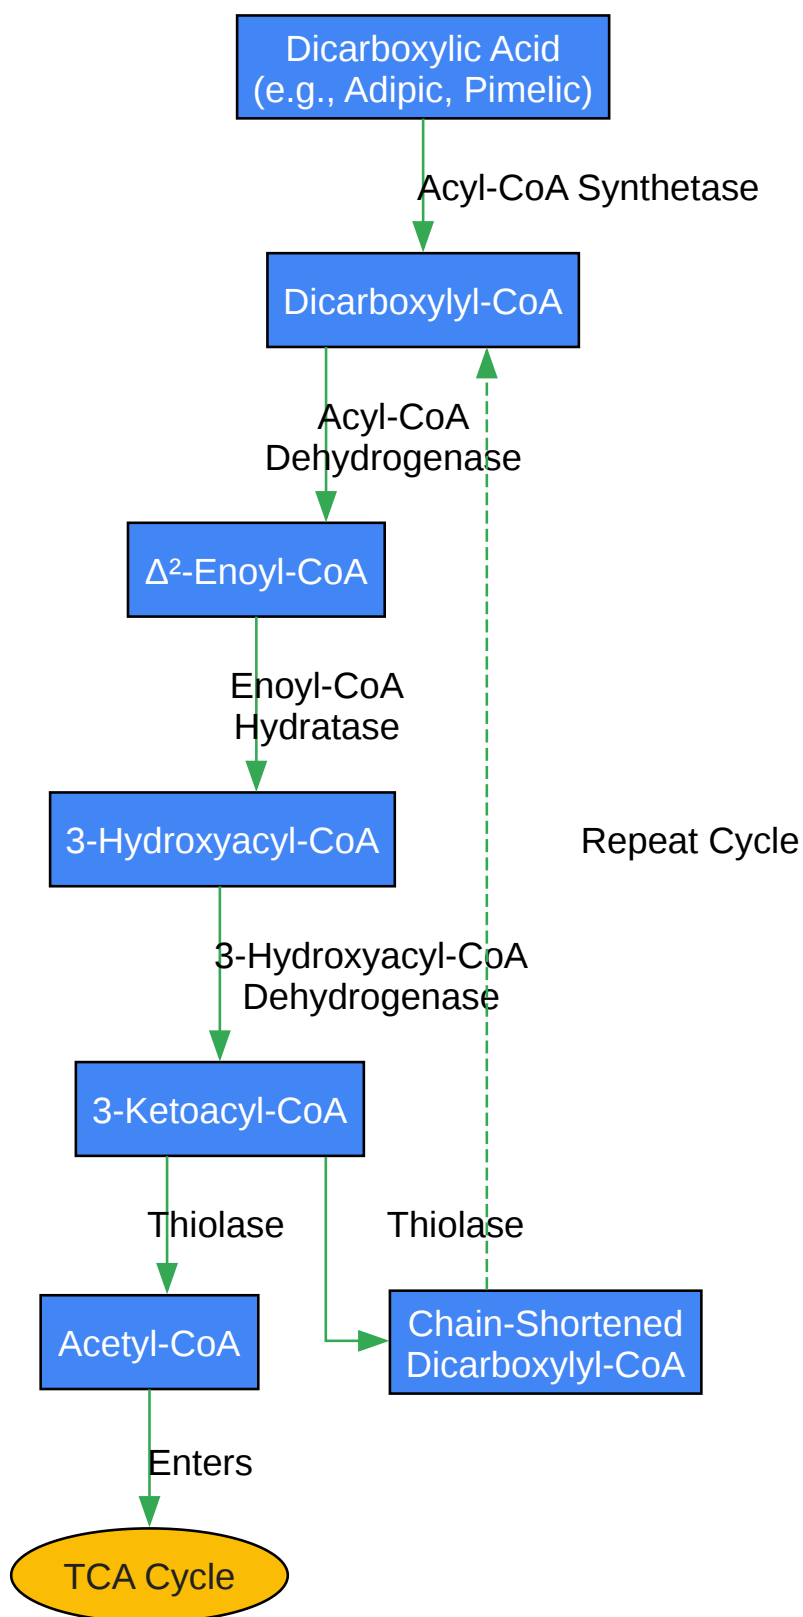 Dicarboxylic Acid
(e.g., Adipic, Pimelic)
Acyl-CoA Synthetase
Dicarboxylyl-CoA
Acyl-CoA
Dehydrogenase
Δ²-Enoyl-CoA
Enoyl-CoA
Hydratase
3-Hydroxyacyl-CoA
Repeat Cycle
3-Hydroxyacyl-CoA
Dehydrogenase
3-Ketoacyl-CoA
Thiolase
Thiolase
Acetyl-CoA
Chain-Shortened
Dicarboxylyl-CoA
Enters
TCA Cycle